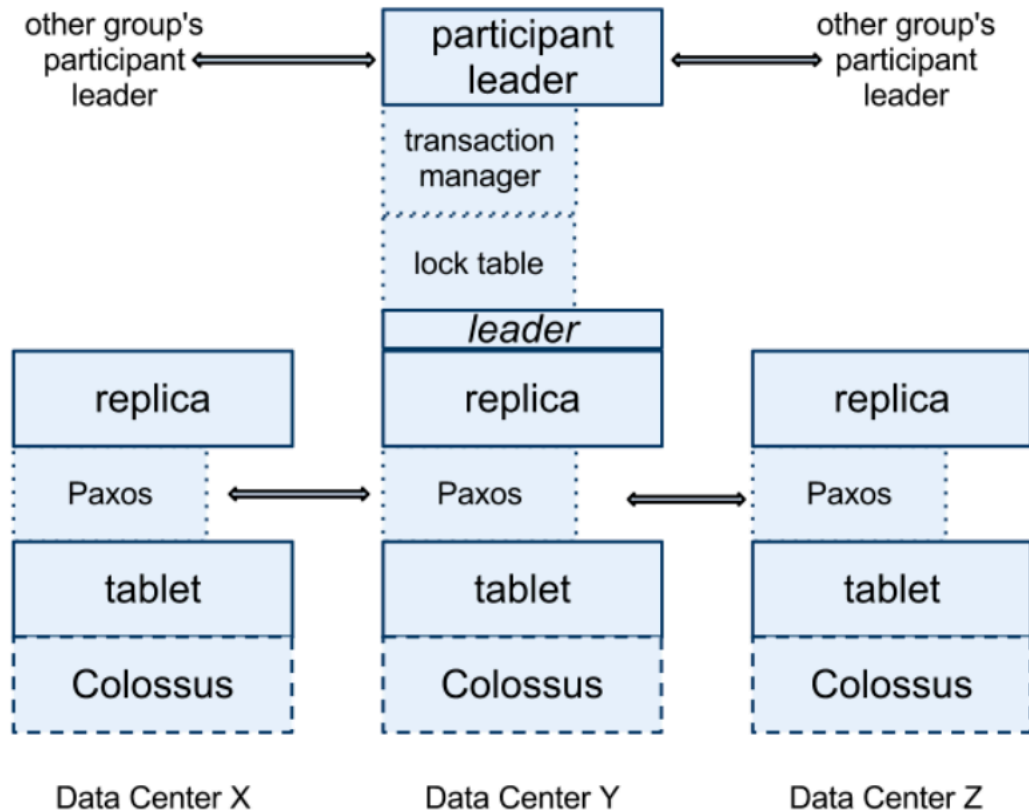 other group's
participant
leader
participant
leader
other group's
participant
leader
transaction
manager
lock table
leader
replica
replica
replica
Paxos
Paxos
Paxos
tablet
tablet
tablet
Colossus
Colossus
Colossus
Data Center X
Data Center Y
Data Center Z